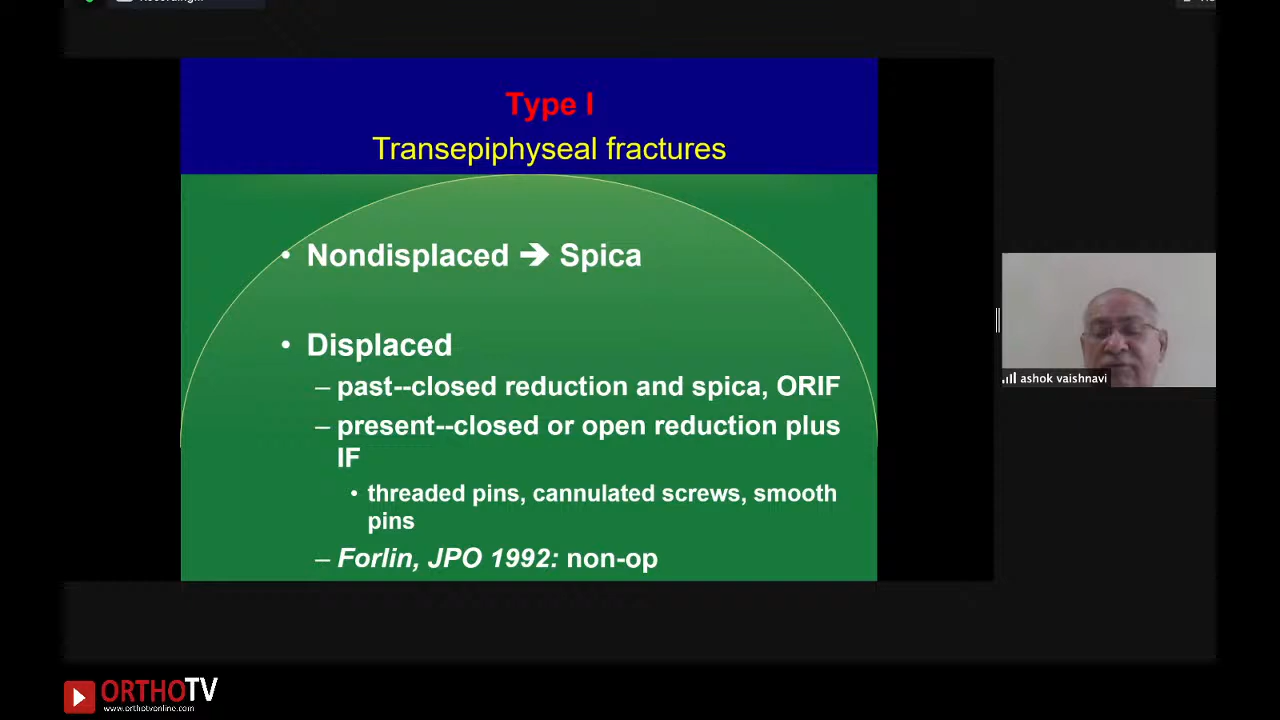 Type I
Transepiphyseal fractures
• Nondisplaced ➔ Spica
• Displaced
– past--closed reduction and spica, ORIF
– present--closed or open reduction plus
IF
• threaded pins, cannulated screws, smooth
pins
– Forlin, JPO 1992: non-op
ashok vaishnavi
ORTHOTV
www.orthotvonline.com